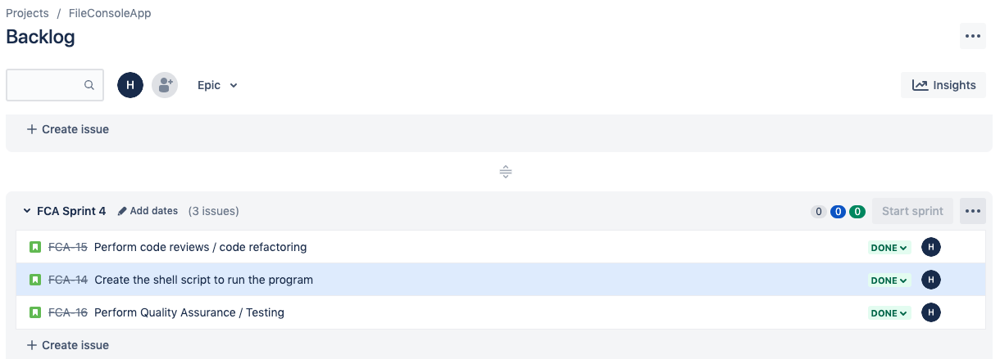 Projects / FileConsoleApp
Backlog
H Epic Insights
+ Create issue
FCA Sprint 4 Add dates (3 issues) 0 0 0 Start sprint
FCA-15 Perform code reviews / code refactoring DONE H
FCA-14 Create the shell script to run the program DONE H
FCA-16 Perform Quality Assurance / Testing DONE H
+ Create issue